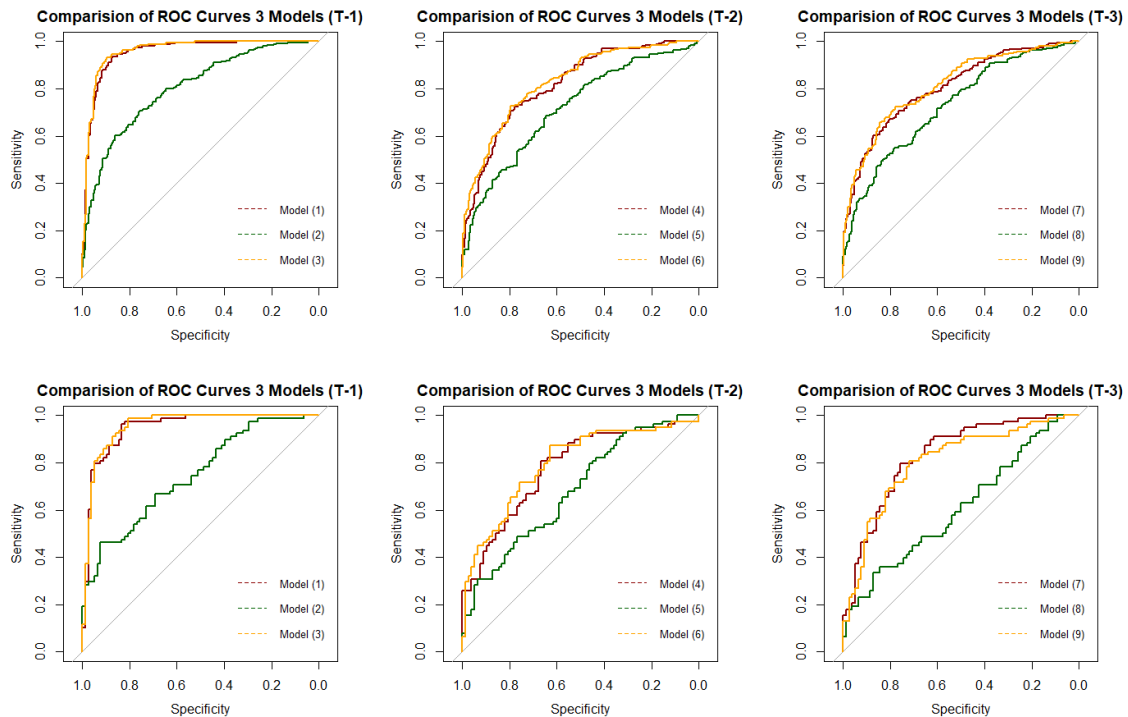 Comparision of ROC Curves 3 Models (T-1)
Sensitivity
1.0
0.8
0.6
0.4
0.2
0.0
Model (1)
Model (2)
Model (3)
1.0 0.8 0.6 0.4 0.2 0.0
Specificity
Comparision of ROC Curves 3 Models (T-2)
Sensitivity
1.0
0.8
0.6
0.4
0.2
0.0
Model (4)
Model (5)
Model (6)
1.0 0.8 0.6 0.4 0.2 0.0
Specificity
Comparision of ROC Curves 3 Models (T-3)
Sensitivity
1.0
0.8
0.6
0.4
0.2
0.0
Model (7)
Model (8)
Model (9)
1.0 0.8 0.6 0.4 0.2 0.0
Specificity
Comparision of ROC Curves 3 Models (T-1)
Sensitivity
1.0
0.8
0.6
0.4
0.2
0.0
Model (1)
Model (2)
Model (3)
1.0 0.8 0.6 0.4 0.2 0.0
Specificity
Comparision of ROC Curves 3 Models (T-2)
Sensitivity
1.0
0.8
0.6
0.4
0.2
0.0
Model (4)
Model (5)
Model (6)
1.0 0.8 0.6 0.4 0.2 0.0
Specificity
Comparision of ROC Curves 3 Models (T-3)
Sensitivity
1.0
0.8
0.6
0.4
0.2
0.0
Model (7)
Model (8)
Model (9)
1.0 0.8 0.6 0.4 0.2 0.0
Specificity